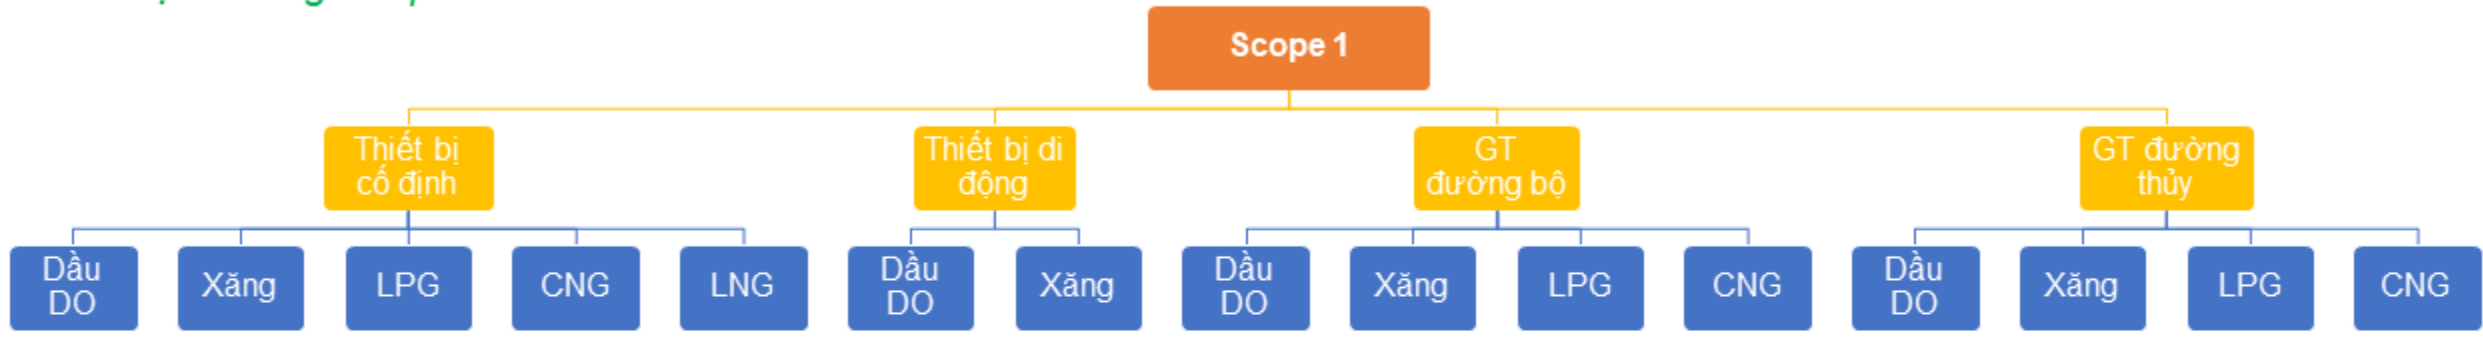 Scope 1
Thiết bị
cố định
Thiết bị di
động
GT
đường bộ
GT đường
thủy
Dầu
DO
Xăng
LPG
CNG
LNG
Dầu
DO
Xăng
Dầu
DO
Xăng
LPG
CNG
Dầu
DO
Xăng
LPG
CNG